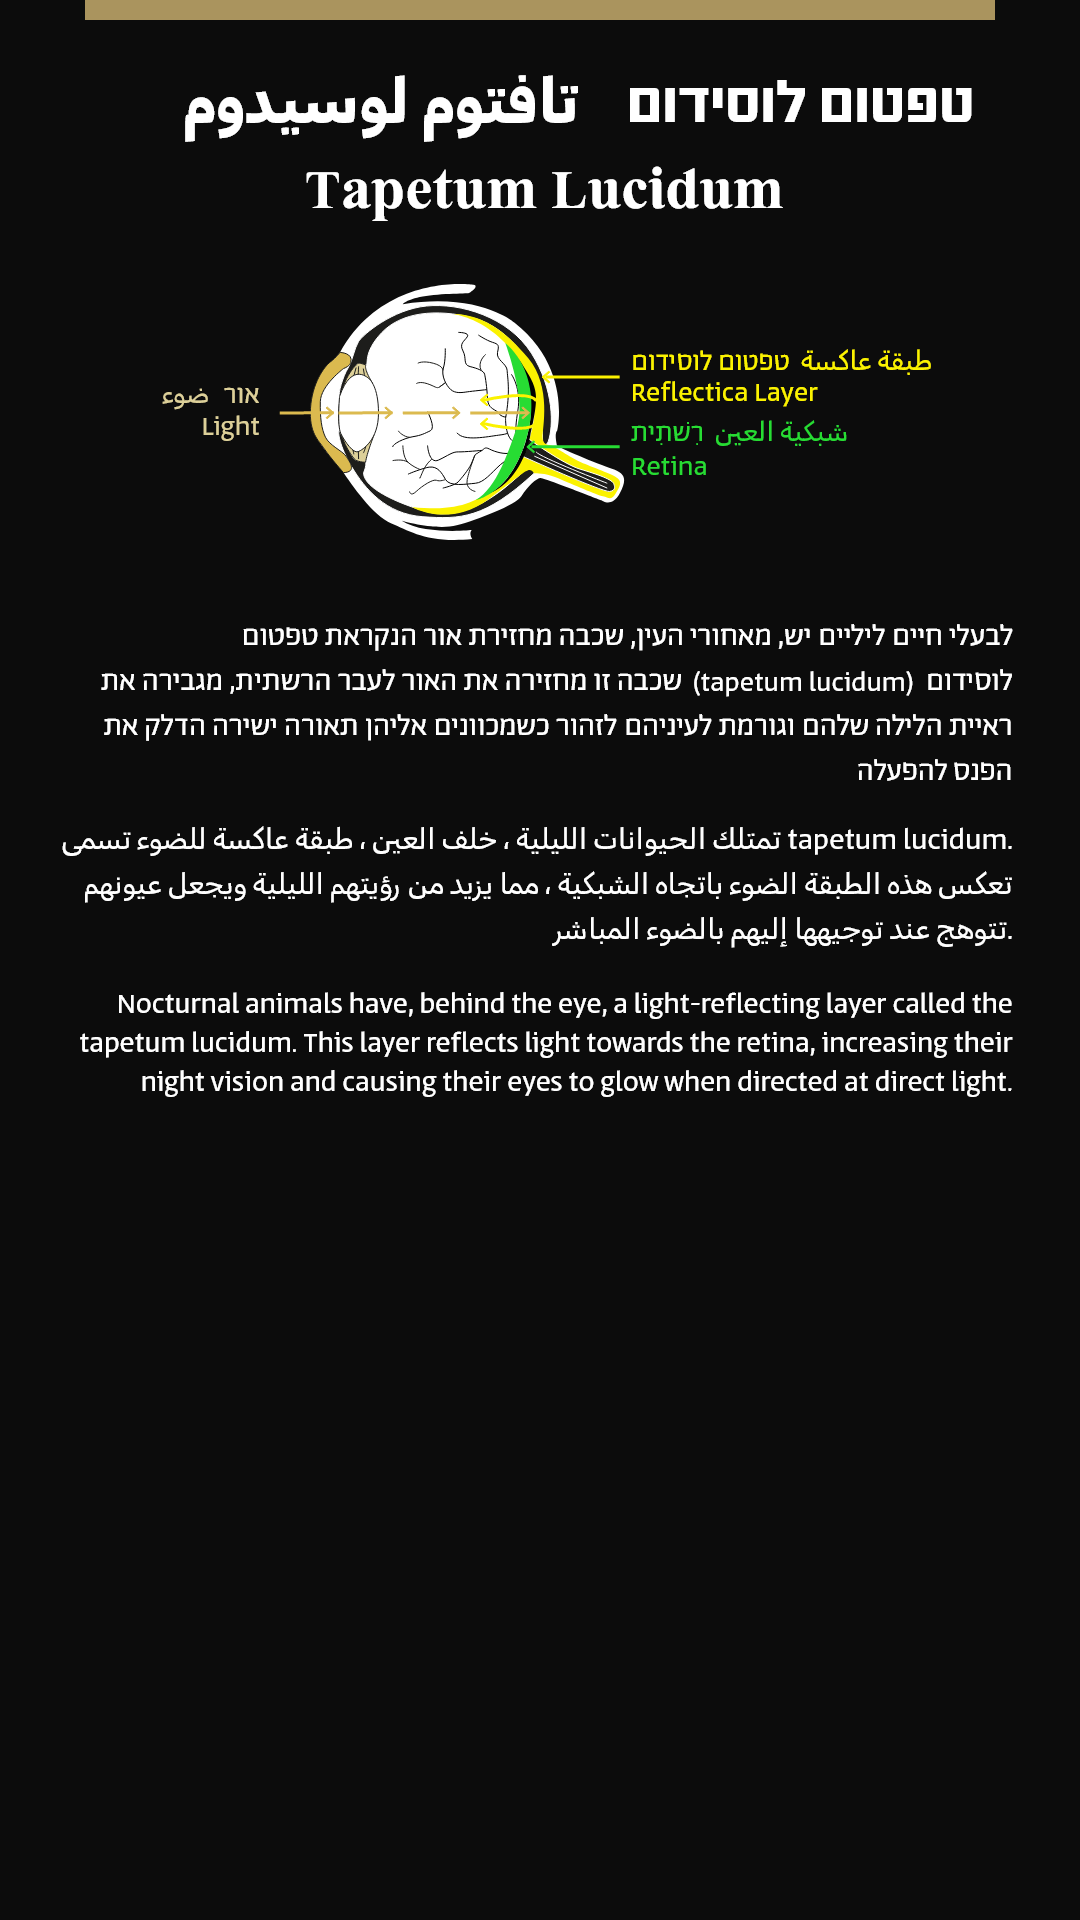 טפטום לוסידום تافتوم لوسيدوم
Tapetum Lucidum
طبقة عاكسة טפטום לוסידום
Reflectica Layer
אור ضوء
Light
شبكية العين רִשׁתִית
Retina
לבעלי חיים ליליים יש, מאחורי העין, שכבה מחזירת אור הנקראת טפטום
לוסידום (tapetum lucidum) שכבה זו מחזירה את האור לעבר הרשתית, מגבירה את
ראיית הלילה שלהם וגורמת לעיניהם לזהור כשמכוונים אליהן תאורה ישירה הדלק את
הפנס להפעלה
.tapetum lucidum تمتلك الحيوانات الليلية ، خلف العين ، طبقة عاكسة للضوء تسمى
تعكس هذه الطبقة الضوء باتجاه الشبكية ، مما يزيد من رؤيتهم الليلية ويجعل عيونهم
.تتوهج عند توجيهها إليهم بالضوء المباشر
Nocturnal animals have, behind the eye, a light-reflecting layer called the
tapetum lucidum. This layer reflects light towards the retina, increasing their
night vision and causing their eyes to glow when directed at direct light.